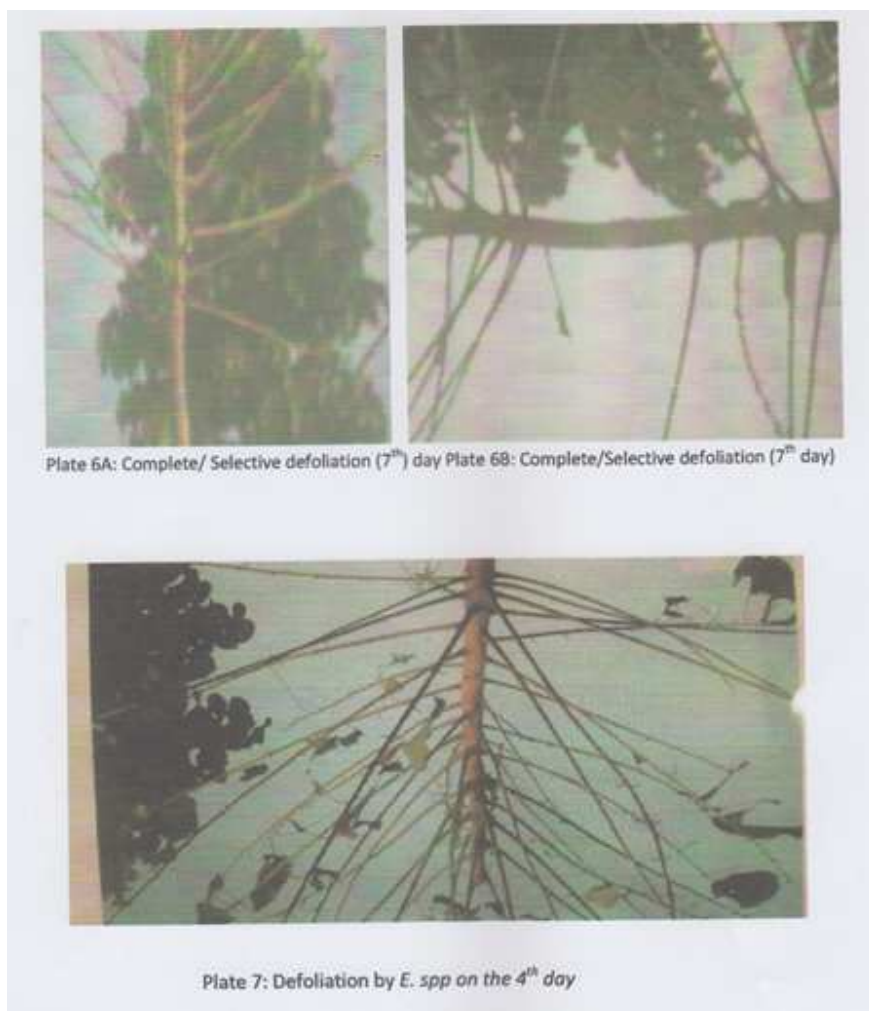 Plate 6A: Complete/ Selective defoliation (7th) day Plate 6B: Complete/Selective defoliation (7th day)
Plate 7: Defoliation by E. spp on the 4th day